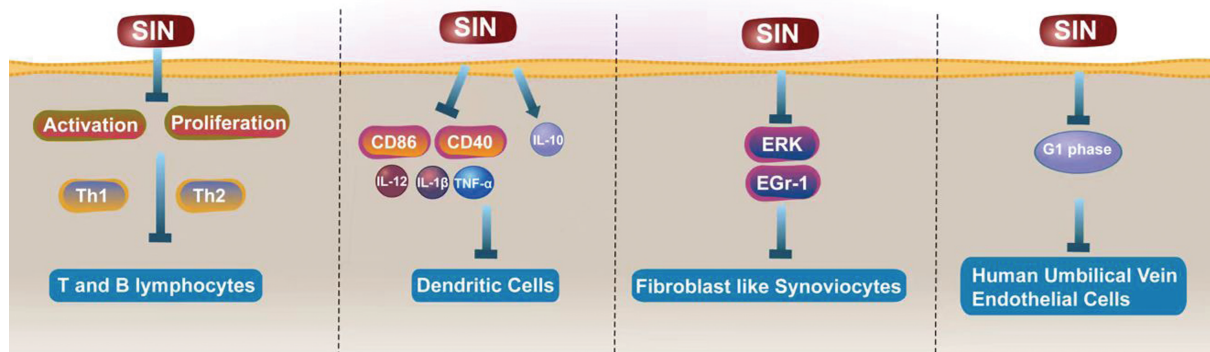 SIN
Activation
Proliferation
Th1
Th2
T and B lymphocytes
SIN
CD86
CD40
IL-10
IL-12
IL-1β
TNF-α
Dendritic Cells
SIN
ERK
EGr-1
Fibroblast like Synoviocytes
SIN
G1 phase
Human Umbilical Vein
Endothelial Cells